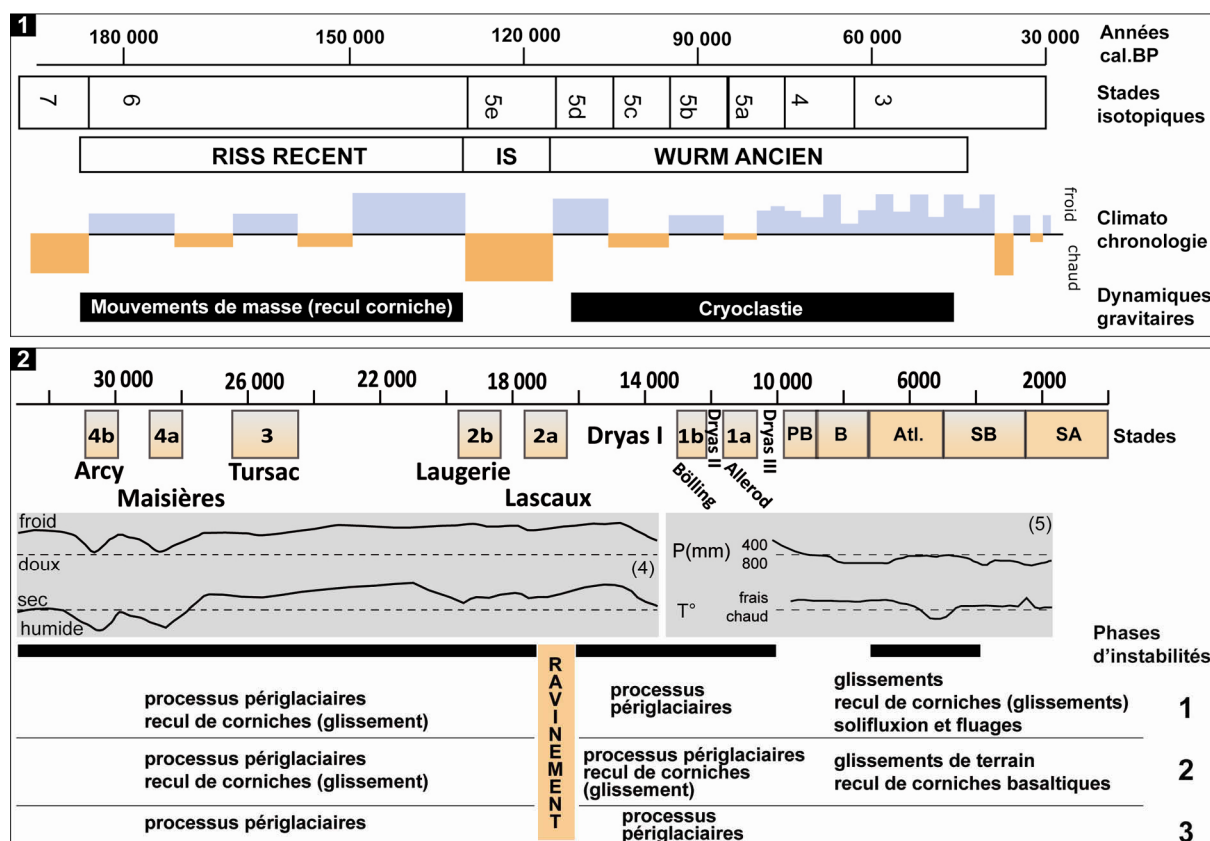 1
180 000 150 000 120 000 90 000 60 000 30 000
Années
cal.BP
7 6 5e 5d 5c 5b 5a 4 3
Stades
isotopiques
RISS RECENT IS WURM ANCIEN
froid
chaud
Climato
chronologie
Mouvements de masse (recul corniche) Cryoclastie
Dynamiques
gravitaires
2
30 000 26 000 22 000 18 000 14 000 10 000 6000 2000
4b 4a 3 2b 2a Dryas I 1b Dryas II 1a Dryas III PB B Atl. SB SA Stades
Arcy Tursac Laugerie Bölling Allerod
Maisières Lascaux
froid
doux
(4)
sec
humide
(5)
P(mm) 400
800
T° frais
chaud
Phases
d'instabilités
RAVINEMENT
processus périglaciaires
recul de corniches (glissement)
processus
périglaciaires
glissements
recul de corniches (glissements)
solifluxion et fluages
1
processus périglaciaires
recul de corniches (glissement)
processus périglaciaires
recul de corniches
(glissement)
glissements de terrain
recul de corniches basaltiques
2
processus périglaciaires
processus
périglaciaires
3